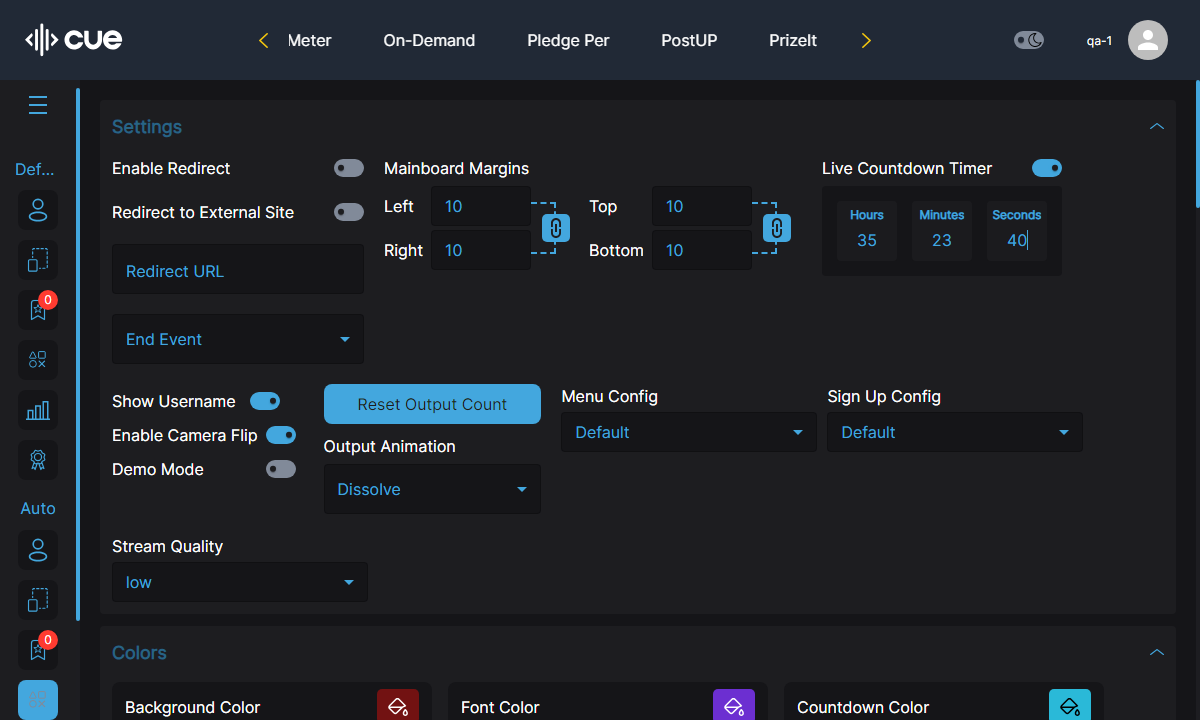 cue
Meter
On-Demand
Pledge Per
PostUP
PrizeIt
qa-1
Def...
0
Auto
0
Settings
Enable Redirect
Redirect to External Site
Redirect URL
End Event
Mainboard Margins
Left 10
Right 10
Top 10
Bottom 10
Live Countdown Timer
Hours Minutes Seconds
35 23 40
Show Username
Enable Camera Flip
Demo Mode
Reset Output Count
Output Animation
Dissolve
Menu Config
Default
Sign Up Config
Default
Stream Quality
low
Colors
Background Color
Font Color
Countdown Color